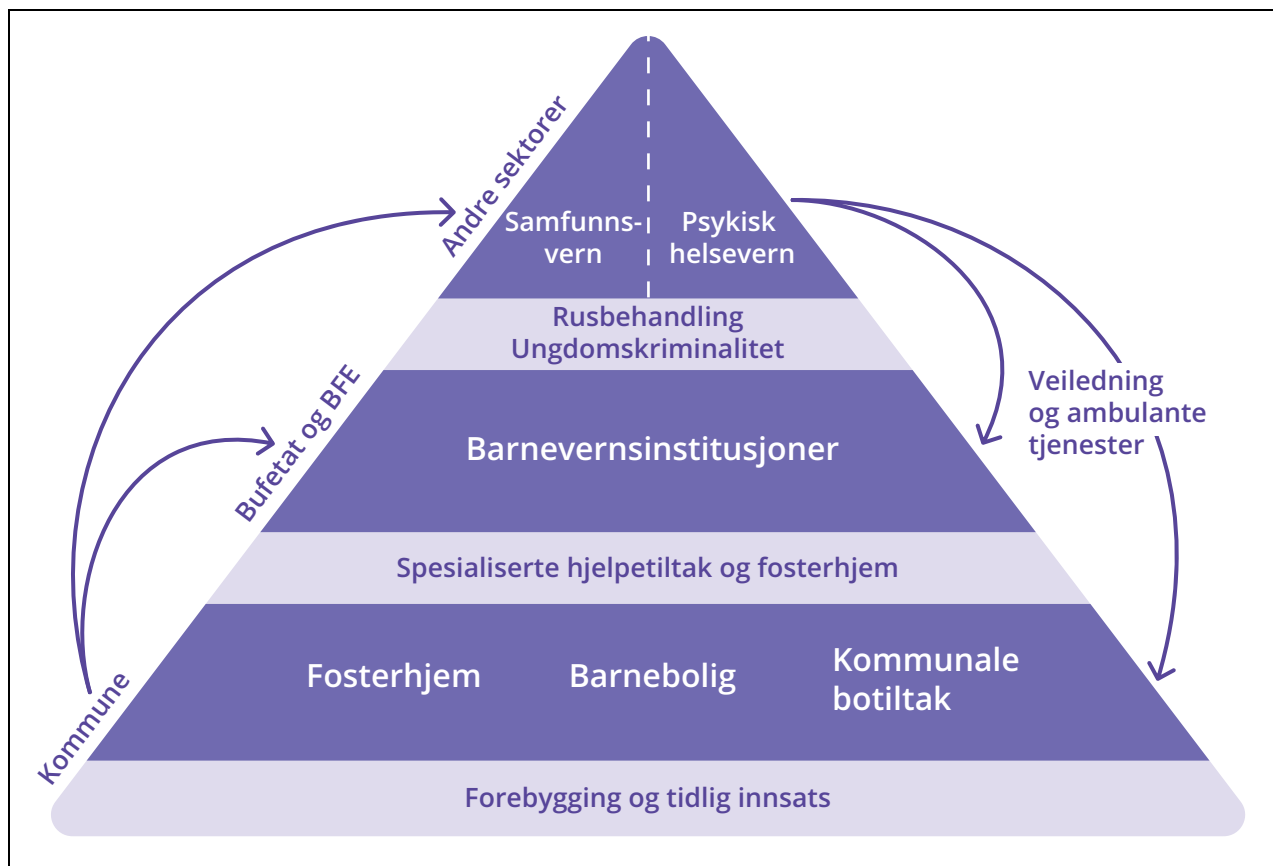 Andre sektorer
Samfunns-
vern
Psykisk
helsevern
Rusbehandling
Ungdomskriminalitet
Bufetat og BFE
Veiledning
og ambulante
tjenester
Barnevernsinstitusjoner
Spesialiserte hjelpetiltak og fosterhjem
Kommune
Fosterhjem
Barnebolig
Kommunale
botiltak
Forebygging og tidlig innsats